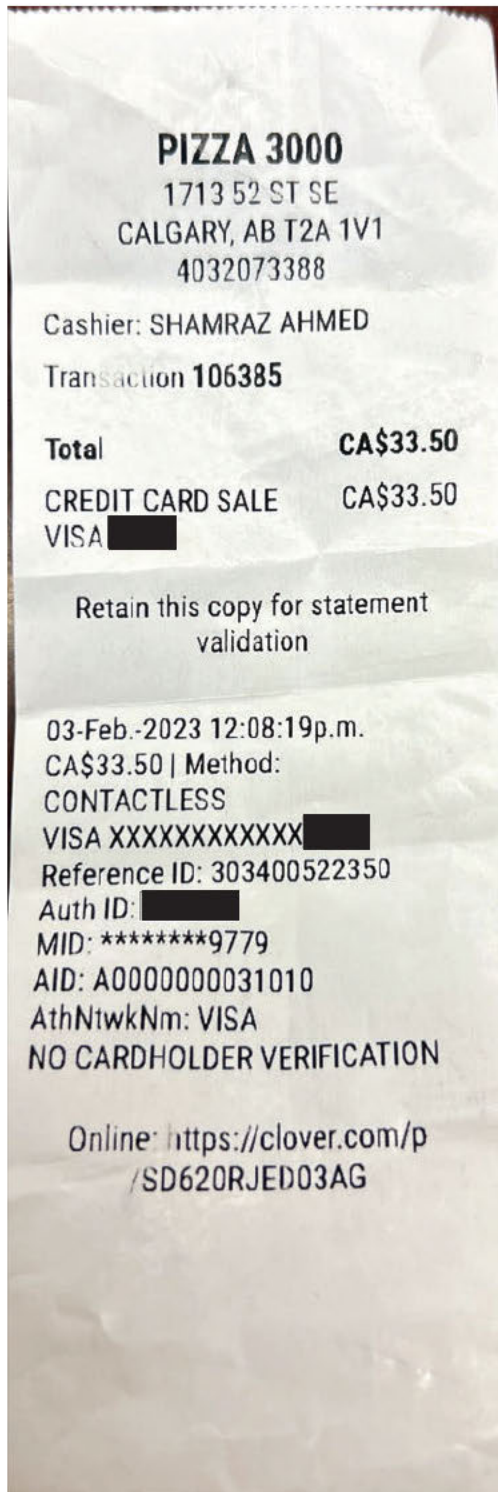 PIZZA 3000
1713 52 ST SE
CALGARY, AB T2A 1V1
4032073388
Cashier: SHAMRAZ AHMED
Transaction 106385
Total CA$33.50
CREDIT CARD SALE CA$33.50
VISA
Retain this copy for statement
validation
03-Feb.-2023 12:08:19p.m.
CA$33.50 | Method:
CONTACTLESS
VISA XXXXXXXXXXXX
Reference ID: 303400522350
Auth ID:
MID: ********9779
AID: A0000000031010
AthNtwkNm: VISA
NO CARDHOLDER VERIFICATION
Online: https://clover.com/p
/SD620RJED03AG